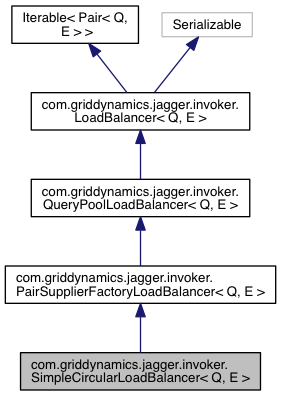 Iterable< Pair< Q,
E > >
Serializable
com.griddynamics.jagger.invoker.
LoadBalancer< Q, E >
com.griddynamics.jagger.invoker.
QueryPoolLoadBalancer< Q, E >
com.griddynamics.jagger.invoker.
PairSupplierFactoryLoadBalancer< Q, E >
com.griddynamics.jagger.invoker.
SimpleCircularLoadBalancer< Q, E >